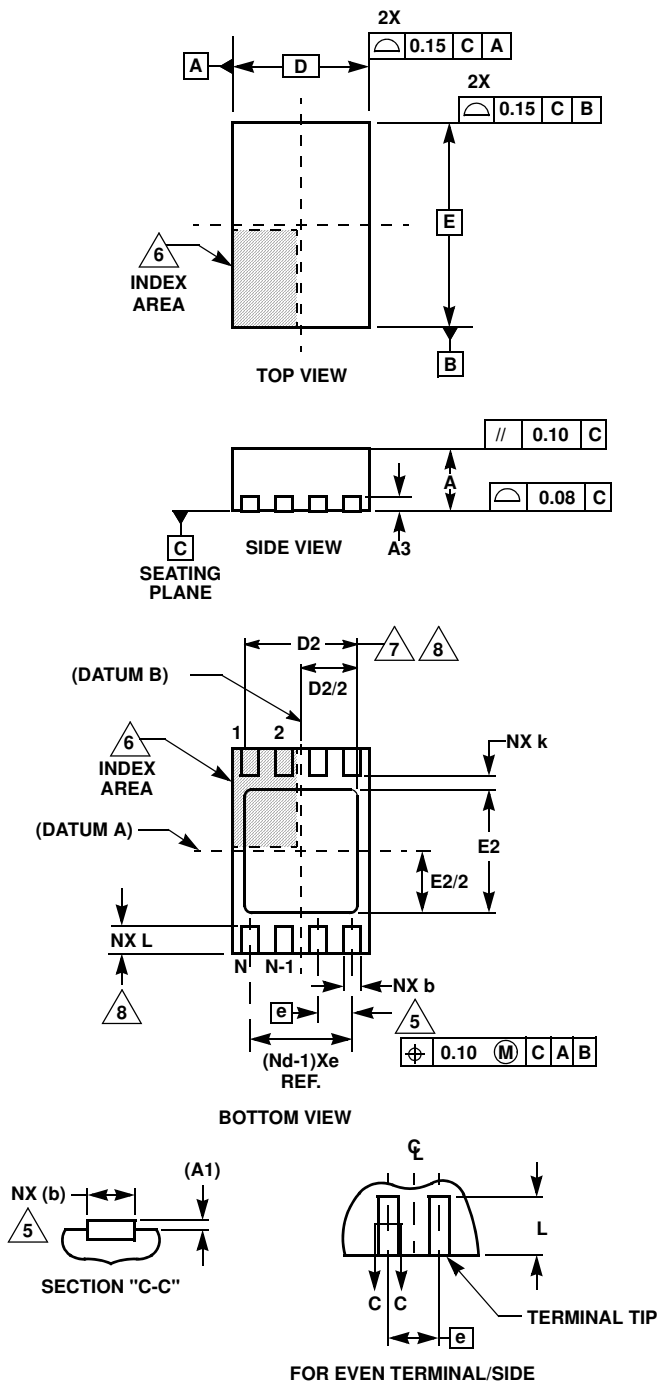 2X
0.15 C A
A
D
2X
0.15 C B
E
6
INDEX
AREA
B
TOP VIEW
// 0.10 C
A
0.08 C
C
SEATING
PLANE
SIDE VIEW
A3
D2
7
8
(DATUM B)
D2/2
1 2
6
INDEX
AREA
NX k
(DATUM A)
E2
E2/2
NX L
N N-1
NX b
8
e
5
(Nd-1)Xe
REF.
⌖ 0.10 Ⓜ C A B
BOTTOM VIEW
(A1)
NX (b)
5
SECTION "C-C"
℄
L
C C
TERMINAL TIP
e
FOR EVEN TERMINAL/SIDE